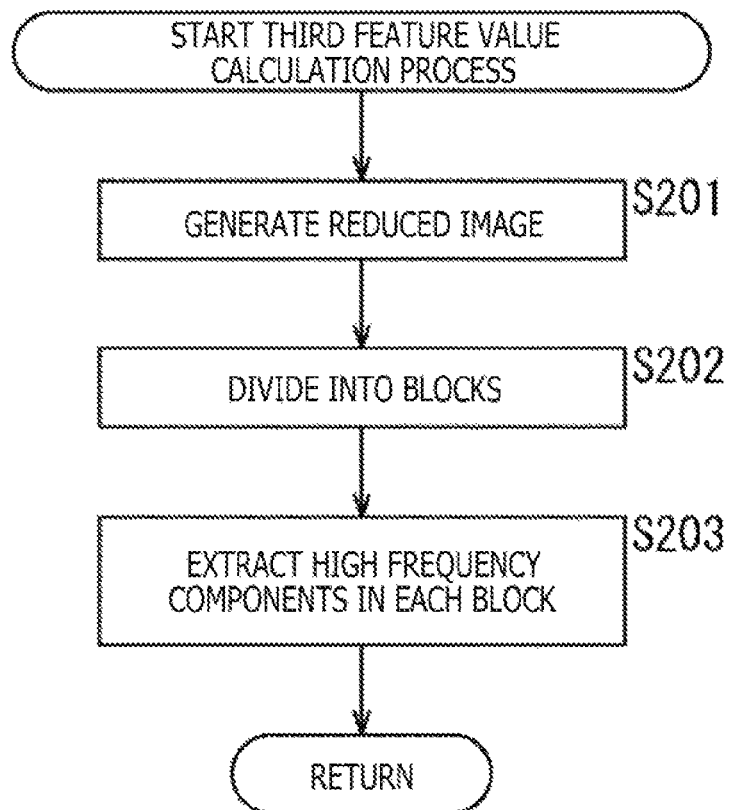 START THIRD FEATURE VALUE
CALCULATION PROCESS
S201
GENERATE REDUCED IMAGE
S202
DIVIDE INTO BLOCKS
S203
EXTRACT HIGH FREQUENCY
COMPONENTS IN EACH BLOCK
RETURN